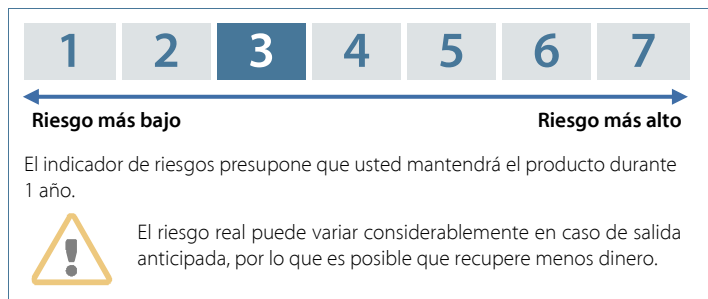 1 2 3 4 5 6 7
Riesgo más bajo Riesgo más alto
El indicador de riesgos presupone que usted mantendrá el producto durante
1 año.
El riesgo real puede variar considerablemente en caso de salida
anticipada, por lo que es posible que recupere menos dinero.